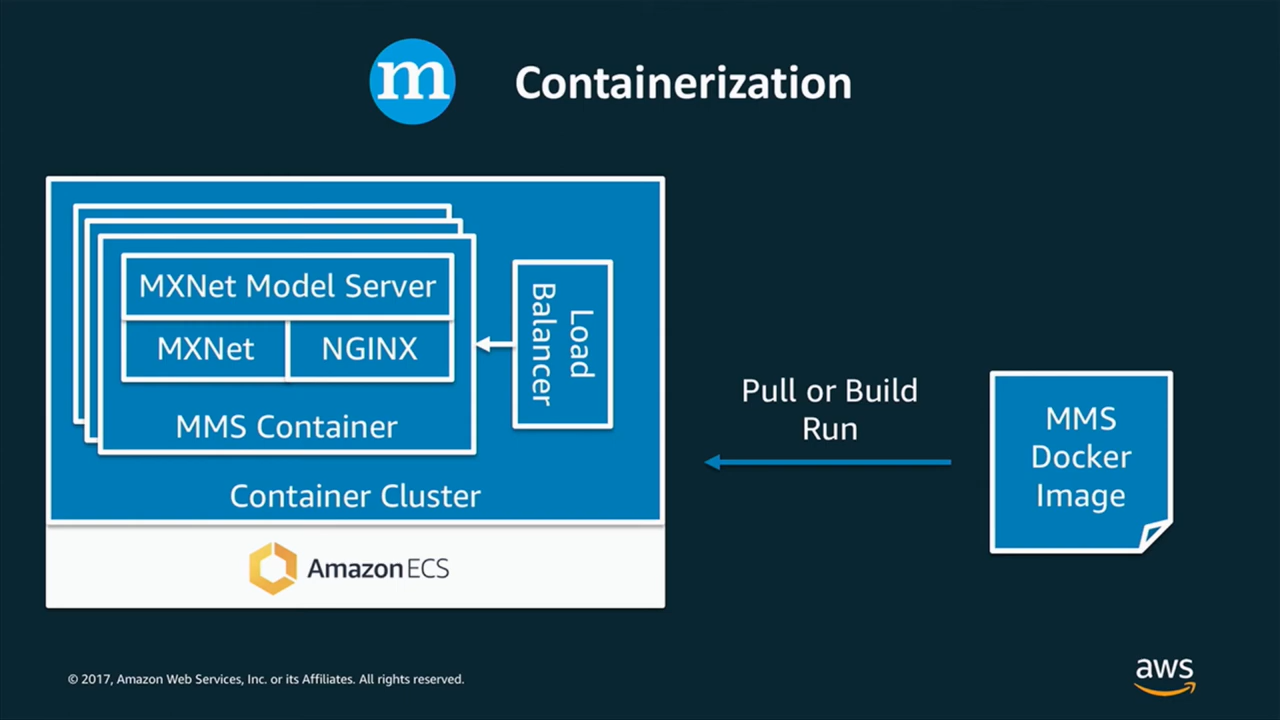 m
Containerization
MXNet Model Server
MXNet
NGINX
MMS Container
Load
Balancer
Container Cluster
Amazon ECS
Pull or Build
Run
MMS
Docker
Image
© 2017, Amazon Web Services, Inc. or its Affiliates. All rights reserved.
aws